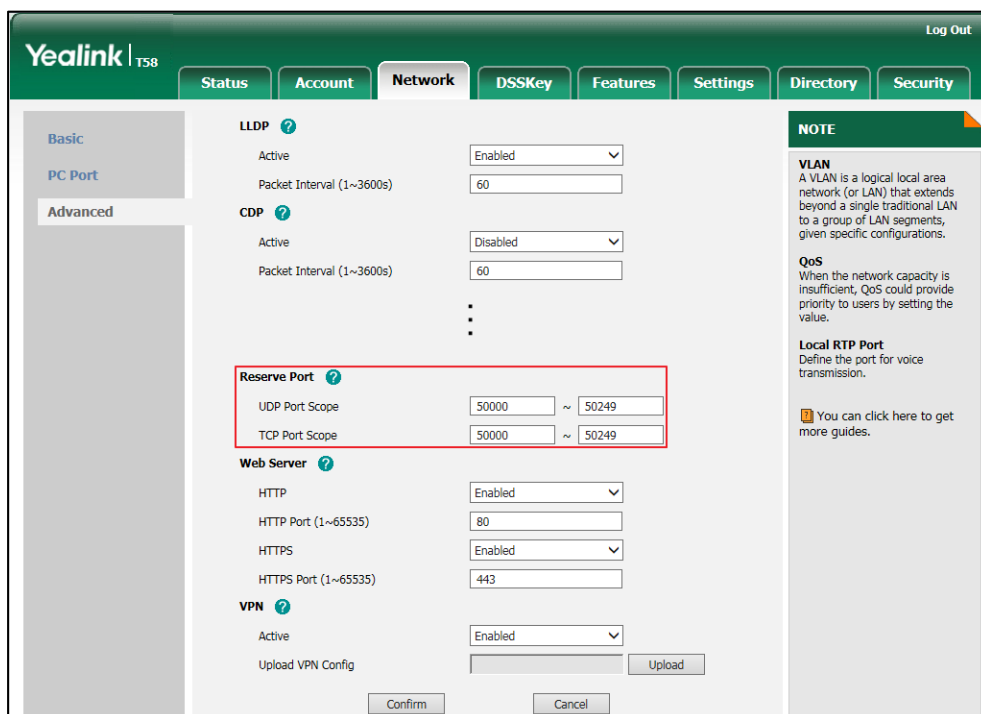 Log Out
Yealink T58
Status Account Network DSSKey Features Settings Directory Security
Basic
PC Port
Advanced
LLDP ?
Active Enabled
Packet Interval (1~3600s) 60
CDP ?
Active Disabled
Packet Interval (1~3600s) 60
Reserve Port ?
UDP Port Scope 50000 ~ 50249
TCP Port Scope 50000 ~ 50249
Web Server ?
HTTP Enabled
HTTP Port (1~65535) 80
HTTPS Enabled
HTTPS Port (1~65535) 443
VPN ?
Active Enabled
Upload VPN Config Upload
Confirm Cancel
NOTE
VLAN
A VLAN is a logical local area
network (or LAN) that extends
beyond a single traditional LAN
to a group of LAN segments,
given specific configurations.
QoS
When the network capacity is
insufficient, QoS could provide
priority to users by setting the
value.
Local RTP Port
Define the port for voice
transmission.
? You can click here to get
more guides.